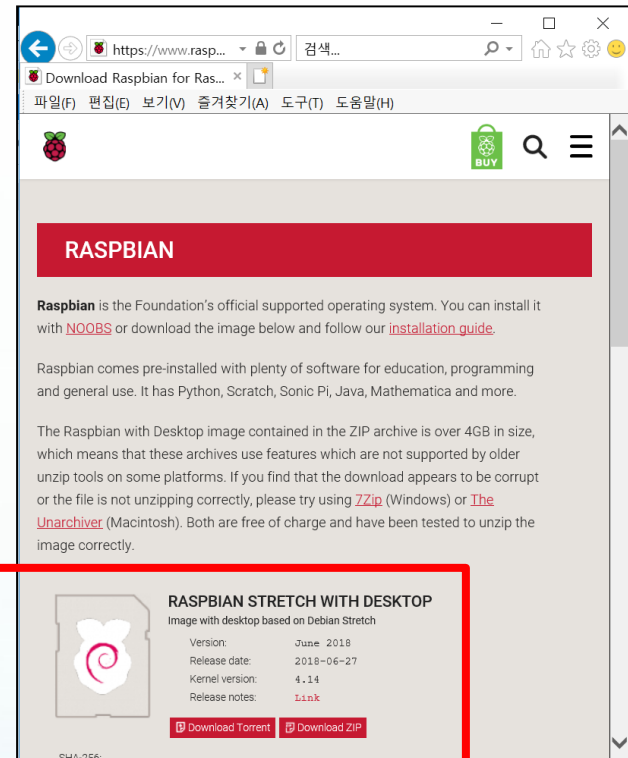 https://www.rasp... 검색...
Download Raspbian for Ras...
파일(F) 편집(E) 보기(V) 즐겨찾기(A) 도구(T) 도움말(H)
BUY
RASPBIAN
Raspbian is the Foundation's official supported operating system. You can install it
with NOOBS or download the image below and follow our installation guide.
Raspbian comes pre-installed with plenty of software for education, programming
and general use. It has Python, Scratch, Sonic Pi, Java, Mathematica and more.
The Raspbian with Desktop image contained in the ZIP archive is over 4GB in size,
which means that these archives use features which are not supported by older
unzip tools on some platforms. If you find that the download appears to be corrupt
or the file is not unzipping correctly, please try using 7Zip (Windows) or The
Unarchiver (Macintosh). Both are free of charge and have been tested to unzip the
image correctly.
RASPBIAN STRETCH WITH DESKTOP
Image with desktop based on Debian Stretch
Version: June 2018
Release date: 2018-06-27
Kernel version: 4.14
Release notes: Link
Download Torrent Download ZIP
SHA-256: